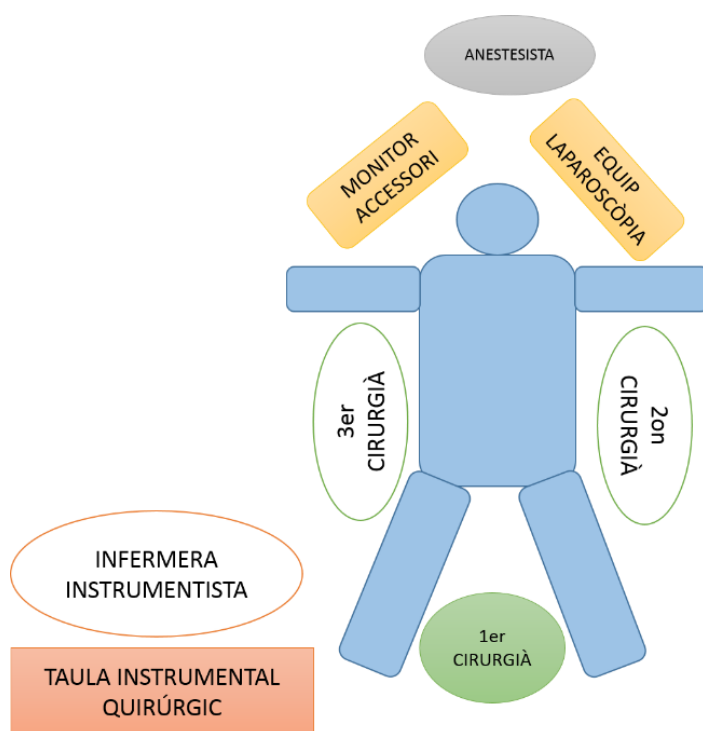 ANESTESISTA
MONITOR
ACCESSORI
EQUIP
LAPAROSCÒPIA
3er
CIRURGIÀ
2on
CIRURGIÀ
INFERMERA
INSTRUMENTISTA
1er
CIRURGIÀ
TAULA INSTRUMENTAL
QUIRÚRGIC